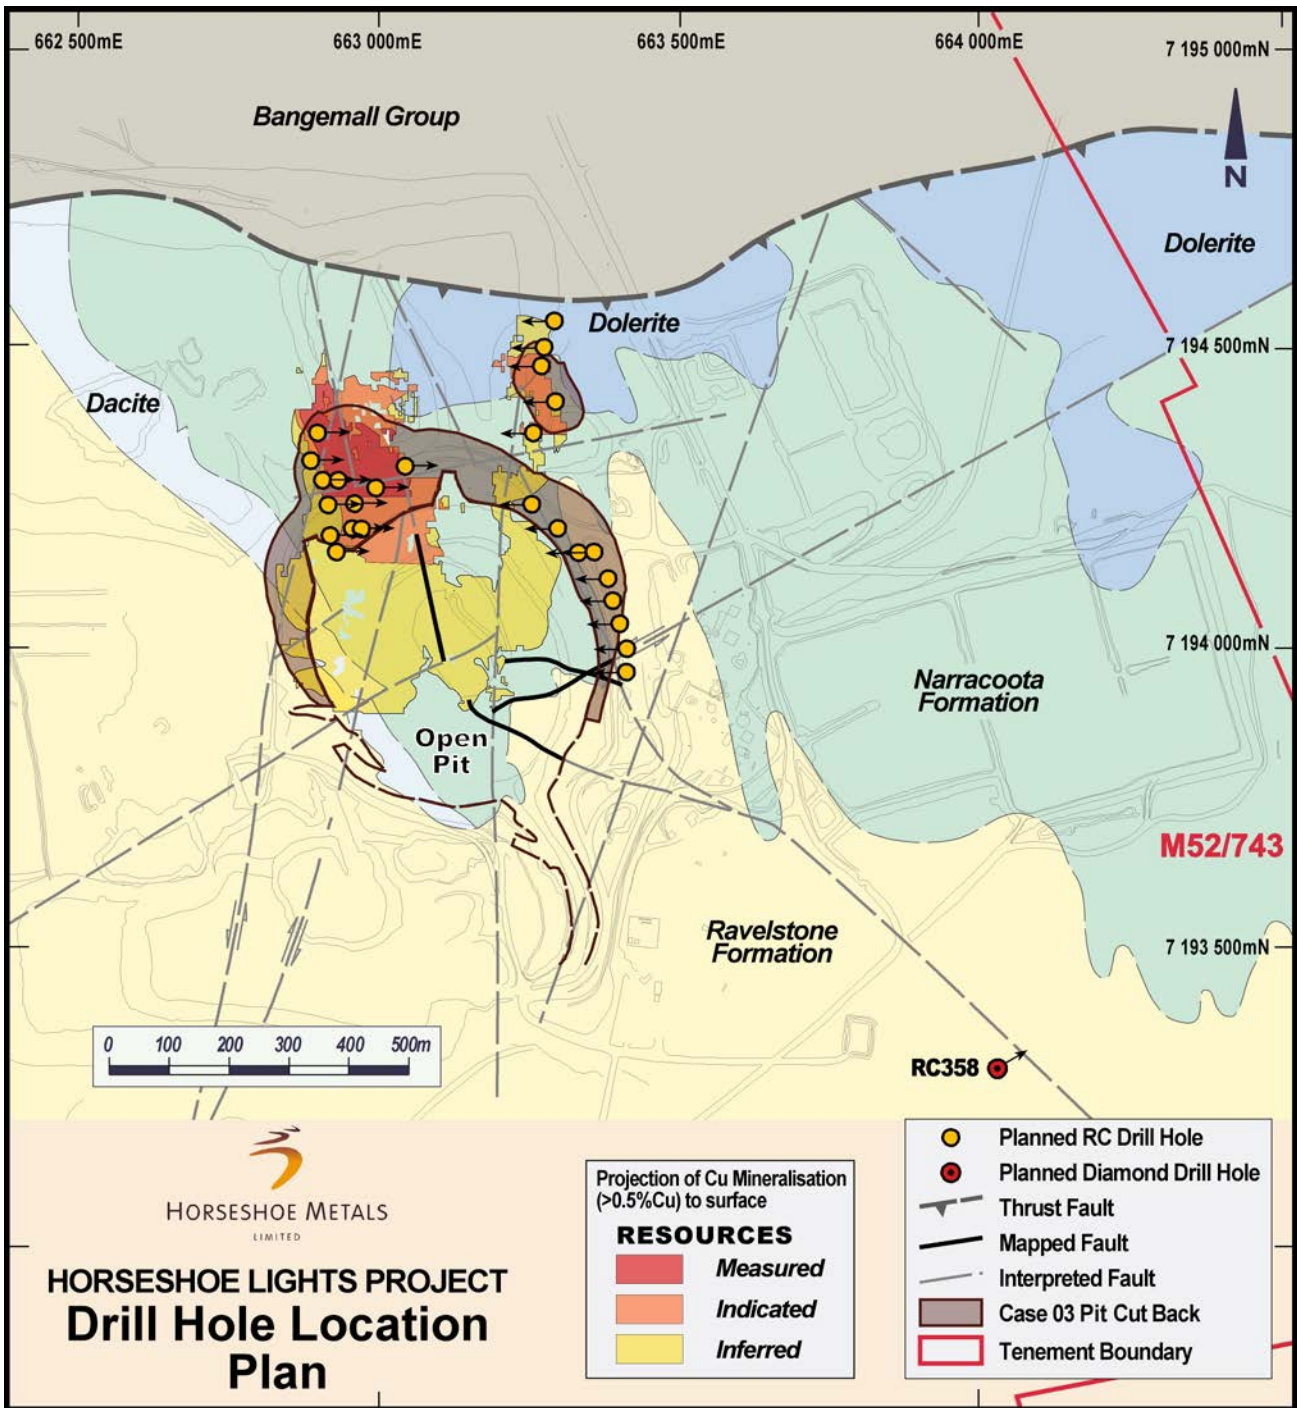 662 500mE
663 000mE
663 500mE
664 000mE
7 195 000mN
Bangemall Group
N
Dolerite
Dolerite
7 194 500mN
Dacite
7 194 000mN
Narracoota
Formation
Open
Pit
M52/743
Ravelstone
Formation
7 193 500mN
0 100 200 300 400 500m
RC358
HORSESHOE METALS
LIMITED
HORSESHOE LIGHTS PROJECT
Drill Hole Location
Plan
Projection of Cu Mineralisation
(>0.5%Cu) to surface
RESOURCES
Measured
Indicated
Inferred
Planned RC Drill Hole
Planned Diamond Drill Hole
Thrust Fault
Mapped Fault
Interpreted Fault
Case 03 Pit Cut Back
Tenement Boundary